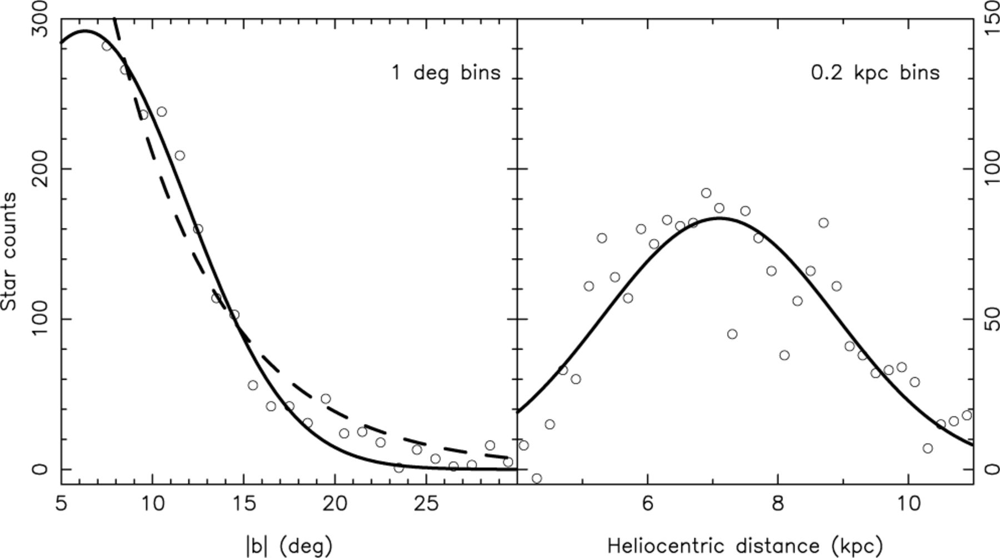 300
200
100
0
Star counts
1 deg bins
5 10 15 20 25
|b| (deg)
0.2 kpc bins
150
100
50
0
6 8 10
Heliocentric distance (kpc)